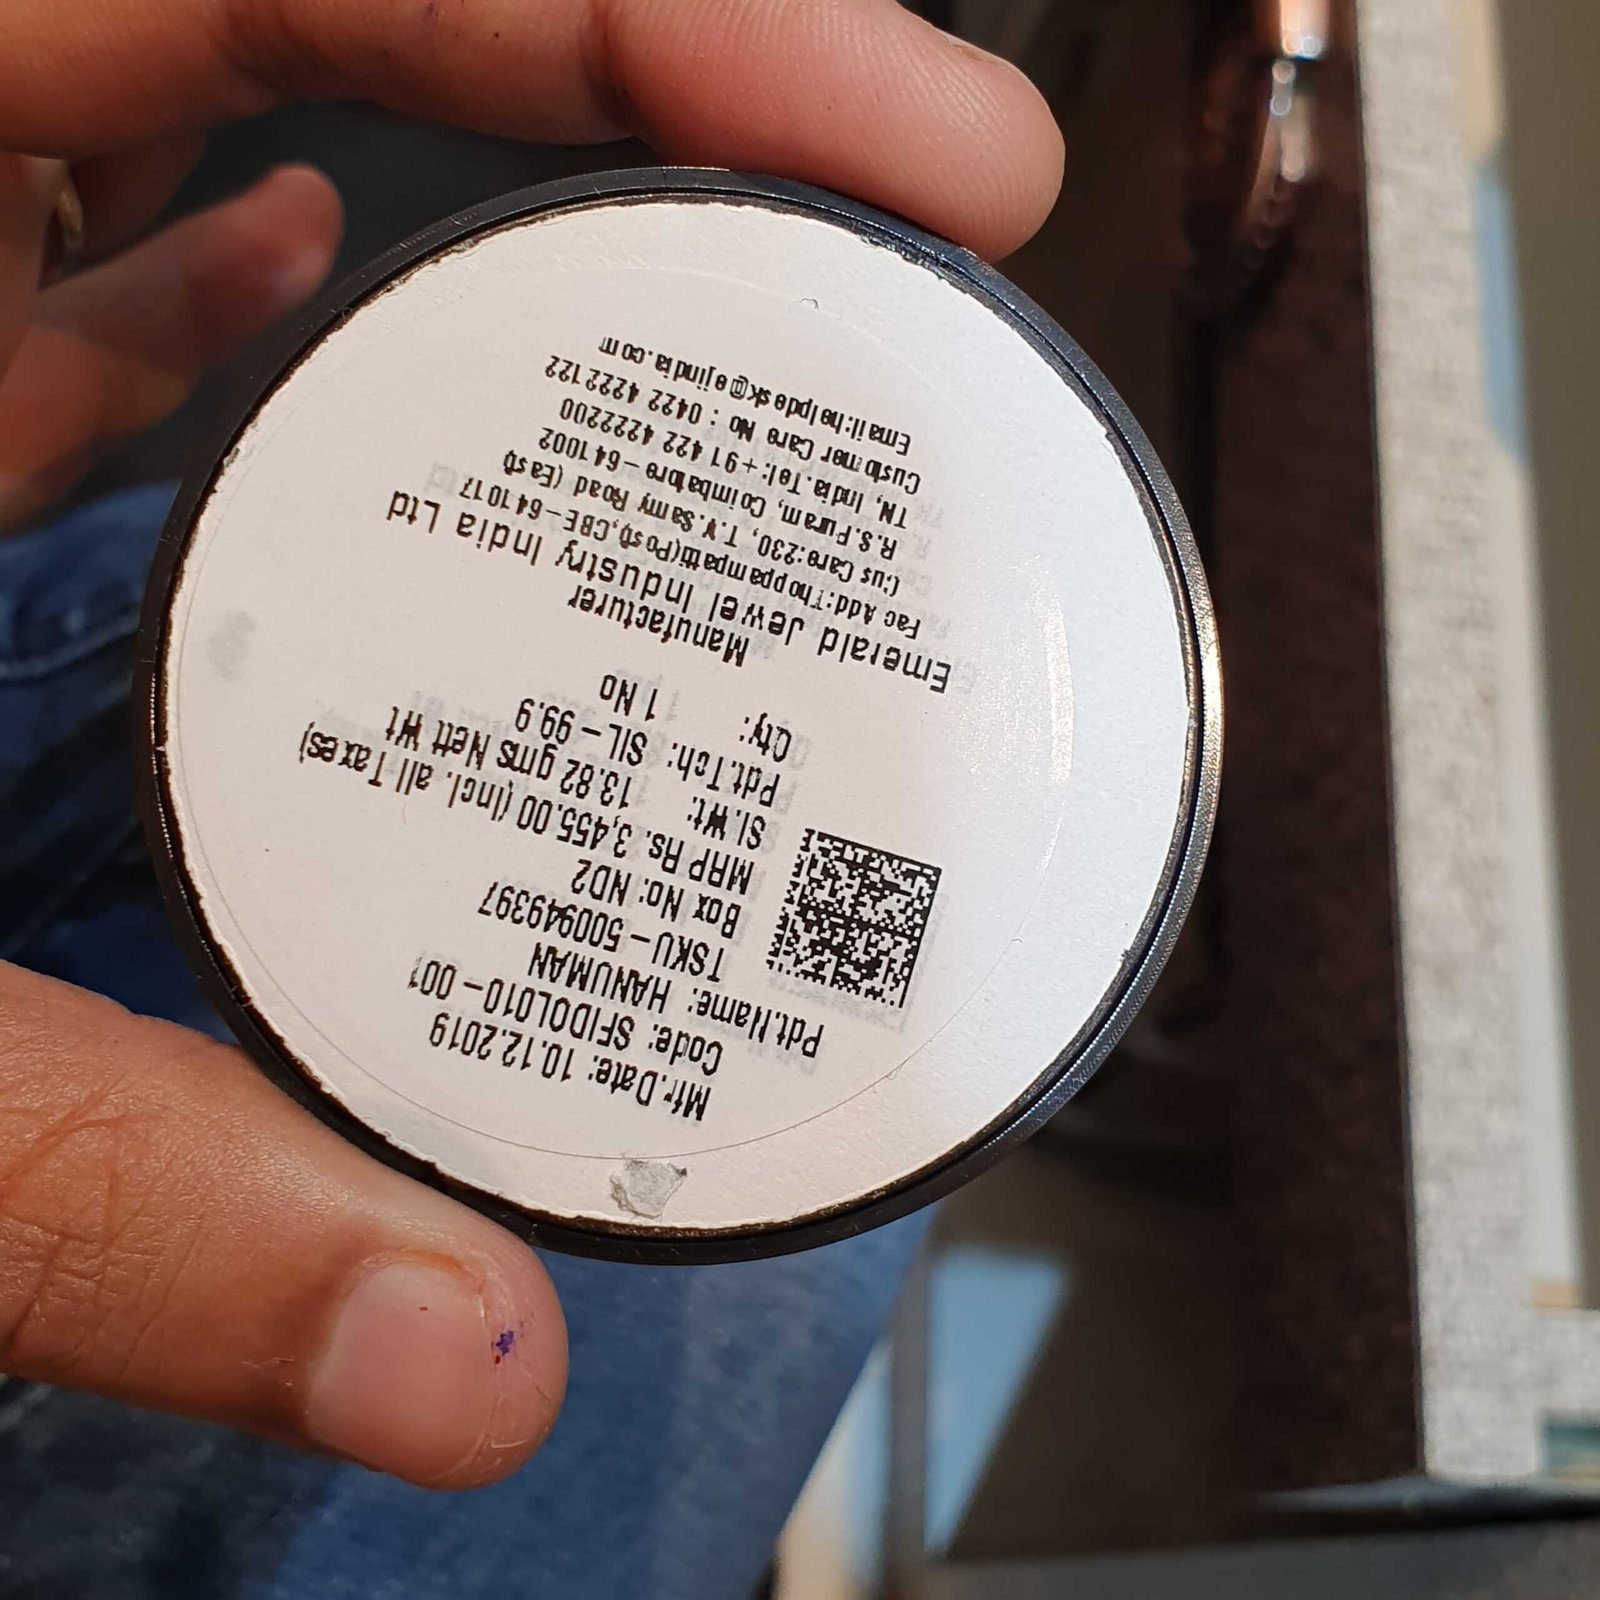 Mfr.Date: 10.12.2019
Code: SFIDOL010-001
Pdt.Name: HANUMAN
TSKU-500949397
Box No: ND2
MRP Rs. 3,455.00 (Incl. all Taxes)
Sl.Wt: 13.82 gms Nett Wt
Pdt.Tch: SIL-99.9
Qty: 1 No
Manufacturer
Emerald Jewel Industry India Ltd
Fac Add:Thoppampatti(Post),CBE-641017
Cus Care:230, T.V.Samy Road (East)
R.S.Puram, Coimbatore-641002
TN, India.Tel:+91 422 4222200
Customer Care No : 0422 4222122
Email:helpdesk@ejindia.com